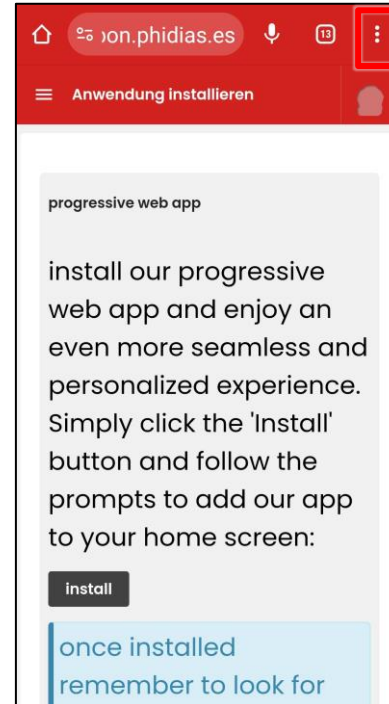 ɔon.phidias.es 13
Anwendung installieren
progressive web app
install our progressive
web app and enjoy an
even more seamless and
personalized experience.
Simply click the 'Install'
button and follow the
prompts to add our app
to your home screen:
install
once installed
remember to look for